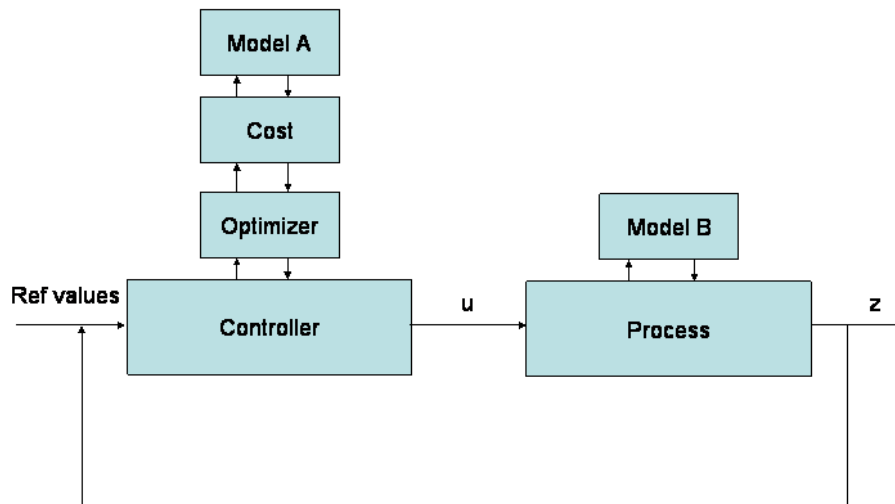 Model A
Cost
Optimizer
Model B
Ref values
Controller
u
Process
z